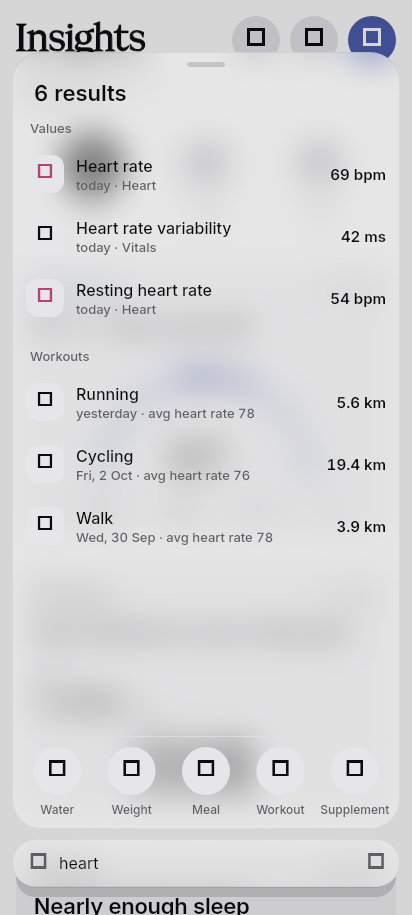 Insights
6 results
Values
Heart rate
today · Heart
69 bpm
Heart rate variability
today · Vitals
42 ms
Resting heart rate
today · Heart
54 bpm
Workouts
Running
yesterday · avg heart rate 78
5.6 km
Cycling
Fri, 2 Oct · avg heart rate 76
19.4 km
Walk
Wed, 30 Sep · avg heart rate 78
3.9 km
Water
Weight
Meal
Workout
Supplement
heart
Nearly enough sleep